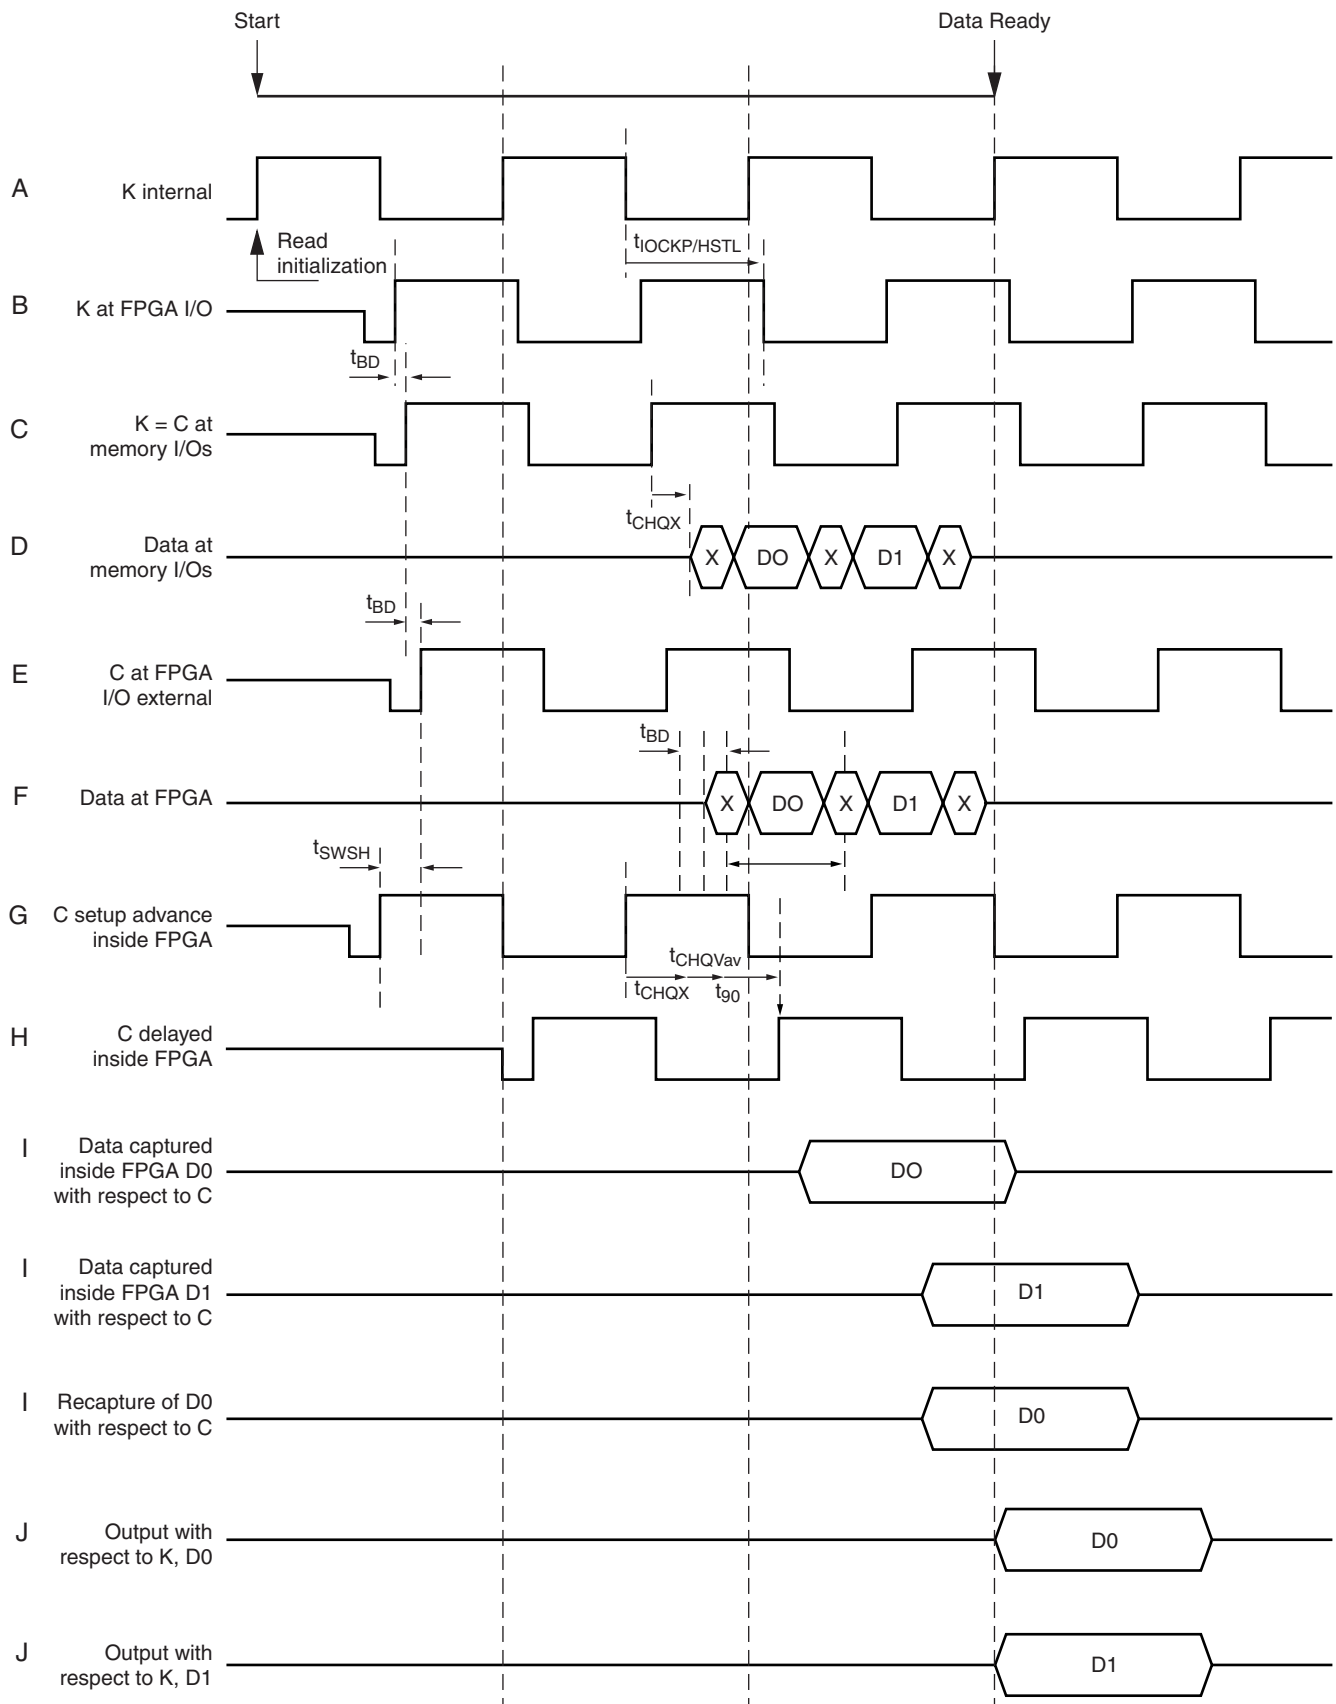 Start
Data Ready
A
K internal
Read
initialization
tIOCKP/HSTL
B
K at FPGA I/O
tBD
C
K = C at
memory I/Os
tCHQX
D
Data at
memory I/Os
X
DO
X
D1
X
tBD
E
C at FPGA
I/O external
tBD
F
Data at FPGA
X
DO
X
D1
X
tSWSH
G
C setup advance
inside FPGA
tCHQVav
tCHQX
t90
H
C delayed
inside FPGA
I
Data captured
inside FPGA D0
with respect to C
DO
I
Data captured
inside FPGA D1
with respect to C
D1
I
Recapture of D0
with respect to C
D0
J
Output with
respect to K, D0
D0
J
Output with
respect to K, D1
D1